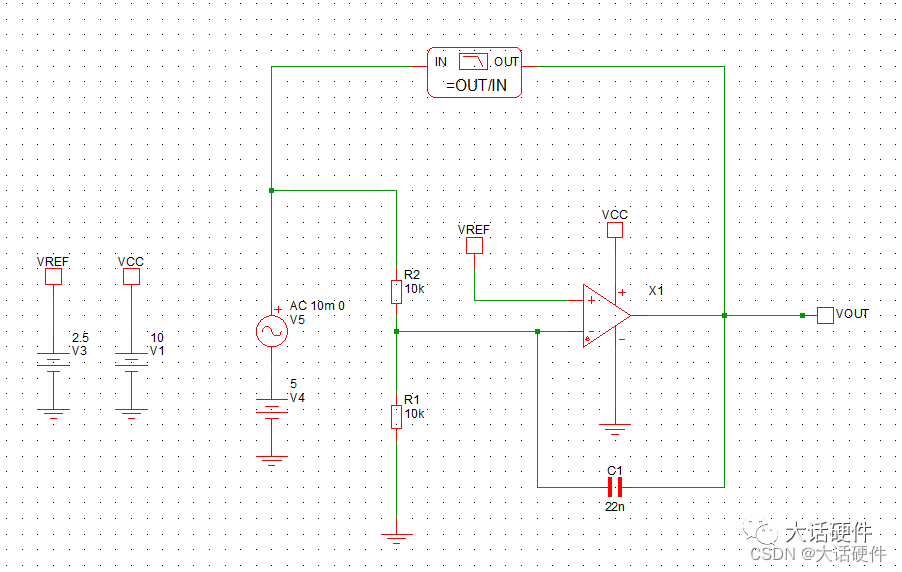 IN OUT
=OUT/IN
VCC
VREF
VREF
VCC
R2
10k
X1
AC 10m 0
V5
VOUT
2.5
V3
10
V1
5
V4
R1
10k
C1
22n
大话硬件
CSDN @大话硬件